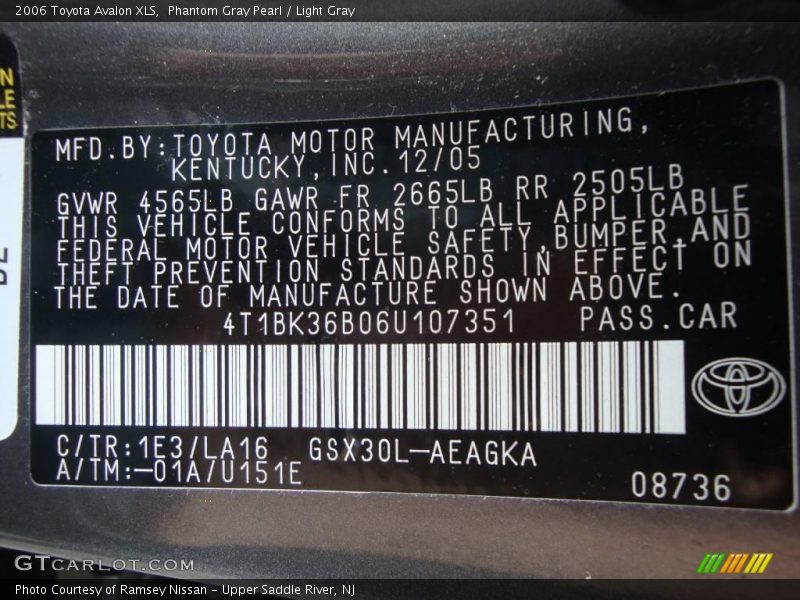 2006 Toyota Avalon XLS,  Phantom Gray Pearl / Light Gray
MFD.BY:TOYOTA MOTOR MANUFACTURING,
KENTUCKY,INC.12/05
GVWR 4565LB GAWR FR 2665LB RR 2505LB
THIS VEHICLE CONFORMS TO ALL APPLICABLE
FEDERAL MOTOR VEHICLE SAFETY,BUMPER,AND
THEFT PREVENTION STANDARDS IN EFFECT ON
THE DATE OF MANUFACTURE SHOWN ABOVE.
4T1BK36B06U107351 PASS.CAR
C/TR:1E3/LA16 GSX30L-AEAGKA
A/TM:-01A/U151E
08736
GTCARLOT.COM
Photo Courtesy of Ramsey Nissan - Upper Saddle River, NJ